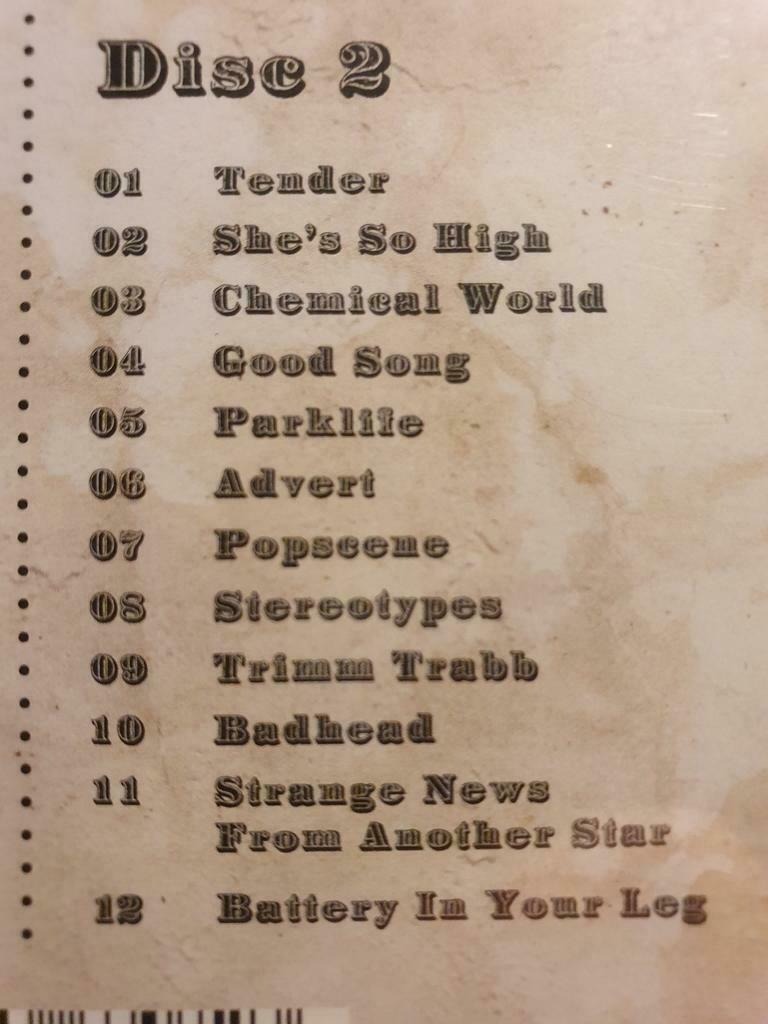 Disc 2
01 Tender
02 She's So High
03 Chemical World
04 Good Song
05 Parklife
06 Advert
07 Popscene
08 Stereotypes
09 Trimm Trabb
10 Badhead
11 Strange News
From Another Star
12 Battery In Your Leg